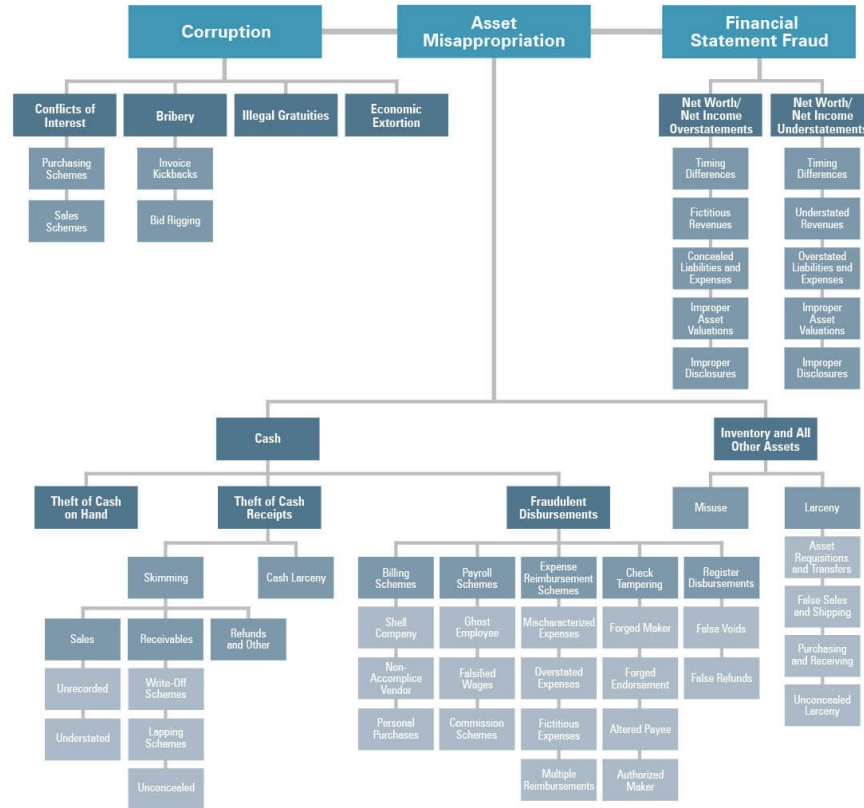 Corruption
Asset
Misappropriation
Financial
Statement Fraud
Conflicts of
Interest
Bribery
Illegal Gratuities
Economic
Extortion
Net Worth/
Net Income
Overstatements
Net Worth/
Net Income
Understatements
Purchasing
Schemes
Invoice
Kickbacks
Timing
Differences
Timing
Differences
Sales
Schemes
Bid Rigging
Fictitious
Revenues
Understated
Revenues
Concealed
Liabilities and
Expenses
Overstated
Liabilities and
Expenses
Improper
Asset
Valuations
Improper
Asset
Valuations
Improper
Disclosures
Improper
Disclosures
Cash
Inventory and All
Other Assets
Theft of Cash
on Hand
Theft of Cash
Receipts
Fraudulent
Disbursements
Misuse
Larceny
Skimming
Cash Larceny
Billing
Schemes
Payroll
Schemes
Expense
Reimbursement
Schemes
Check
Tampering
Register
Disbursements
Asset
Requisitions
and Transfers
Sales
Receivables
Refunds
and Other
Shell
Company
Ghost
Employee
Mischaracterized
Expenses
Forged Maker
False Voids
False Sales
and Shipping
Unrecorded
Write-Off
Schemes
Non-
Accomplice
Vendor
Falsified
Wages
Overstated
Expenses
Forged
Endorsement
False Refunds
Purchasing
and Receiving
Understated
Lapping
Schemes
Personal
Purchases
Commission
Schemes
Fictitious
Expenses
Altered Payee
Unconcealed
Larceny
Unconcealed
Multiple
Reimbursements
Authorized
Maker